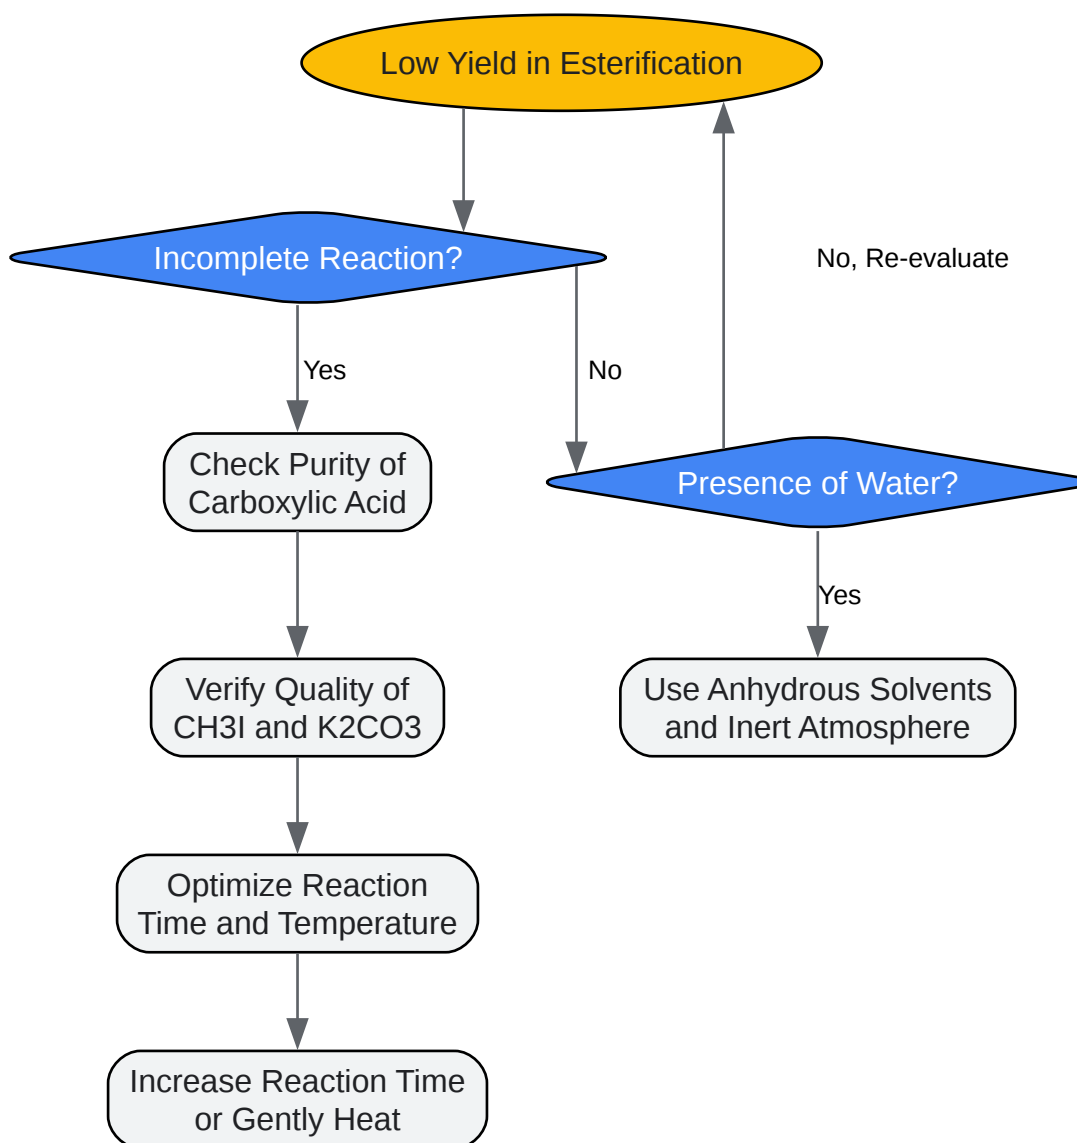 Low Yield in Esterification
Incomplete Reaction?
No, Re-evaluate
Yes
No
Check Purity of
Carboxylic Acid
Presence of Water?
Yes
Verify Quality of
CH3I and K2CO3
Use Anhydrous Solvents
and Inert Atmosphere
Optimize Reaction
Time and Temperature
Increase Reaction Time
or Gently Heat